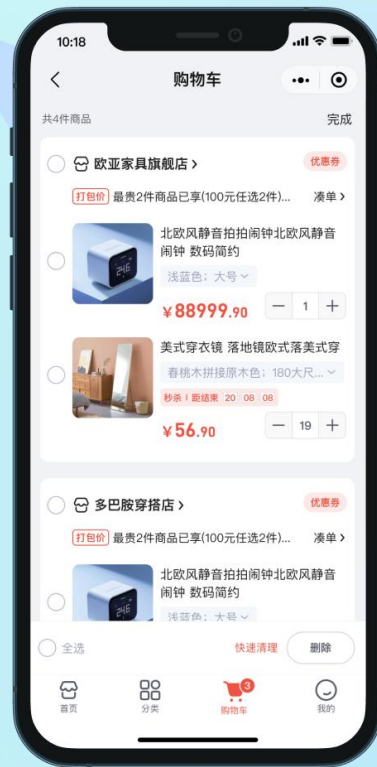 10:18
购物车
共4件商品
完成
欧亚家具旗舰店
优惠券
打包价 最贵2件商品已享(100元任选2件)... 凑单
北欧风静音拍拍闹钟北欧风静音
闹钟 数码简约
浅蓝色；大号
246
¥88999.90
1
美式穿衣镜 落地镜欧式落美式穿
春桃木拼接原木色；180大尺...
秒杀 距结束 20 08 08
¥56.90
19
多巴胺穿搭店
优惠券
打包价 最贵2件商品已享(100元任选2件)... 凑单
北欧风静音拍拍闹钟北欧风静音
闹钟 数码简约
浅蓝色；大号
246
全选
快速清理
删除
3
首页
分类
购物车
我的